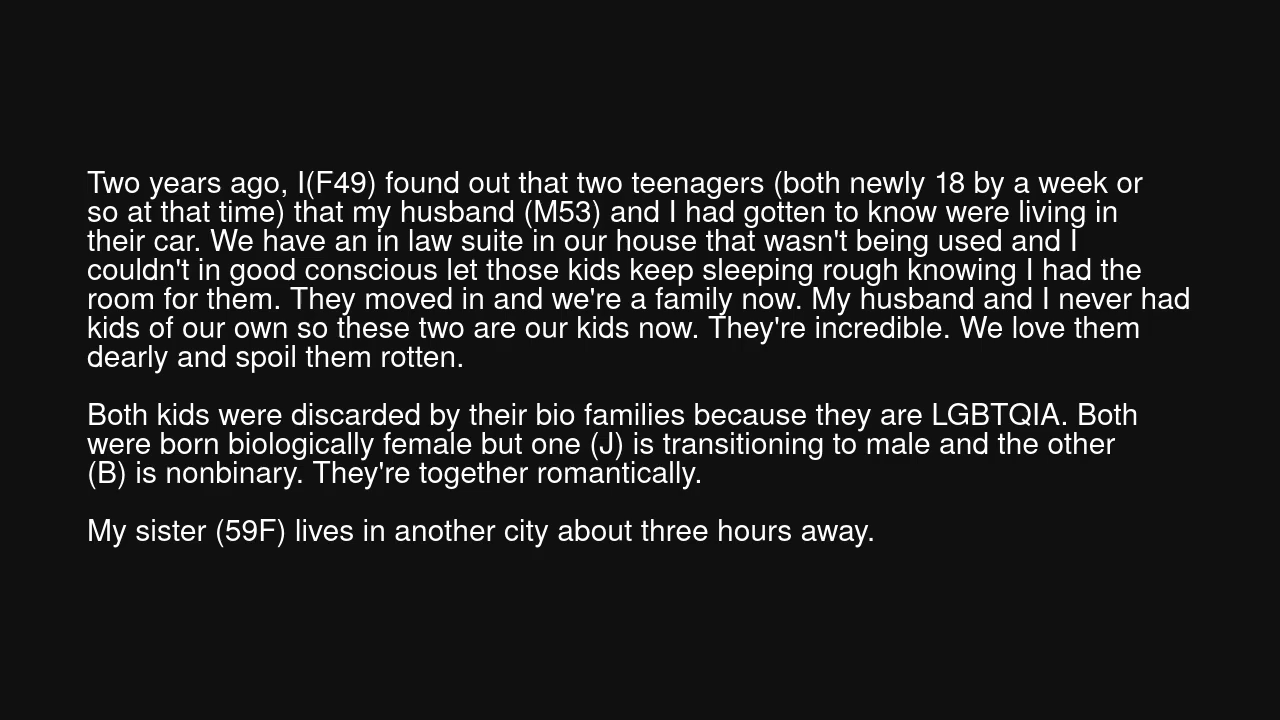 Two years ago, I(F49) found out that two teenagers (both newly 18 by a week or
so at that time) that my husband (M53) and I had gotten to know were living in
their car. We have an in law suite in our house that wasn't being used and I
couldn't in good conscious let those kids keep sleeping rough knowing I had the
room for them. They moved in and we're a family now. My husband and I never had
kids of our own so these two are our kids now. They're incredible. We love them
dearly and spoil them rotten.
Both kids were discarded by their bio families because they are LGBTQIA. Both
were born biologically female but one (J) is transitioning to male and the other
(B) is nonbinary. They're together romantically.
My sister (59F) lives in another city about three hours away.